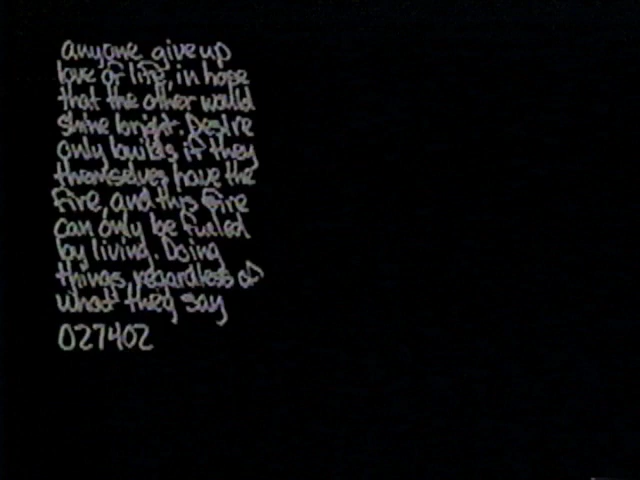 anyone give up
love of life, in hope
that the other would
shine bright. Desire
only builds if they
themselves have the
fire, and this fire
can only be fueled
by living. Doing
things regardless of
what they say
027402